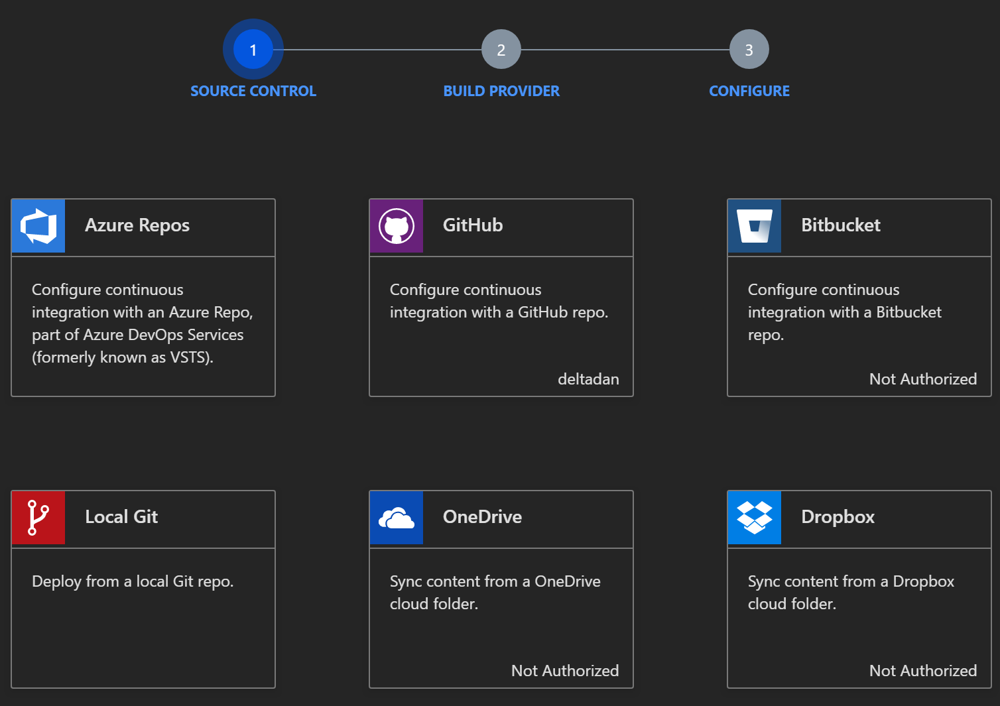 1
2
3
SOURCE CONTROL
BUILD PROVIDER
CONFIGURE
Azure Repos
Configure continuous
integration with an Azure Repo,
part of Azure DevOps Services
(formerly known as VSTS).
GitHub
Configure continuous
integration with a GitHub repo.
deltadan
Bitbucket
Configure continuous
integration with a Bitbucket
repo.
Not Authorized
Local Git
Deploy from a local Git repo.
OneDrive
Sync content from a OneDrive
cloud folder.
Not Authorized
Dropbox
Sync content from a Dropbox
cloud folder.
Not Authorized